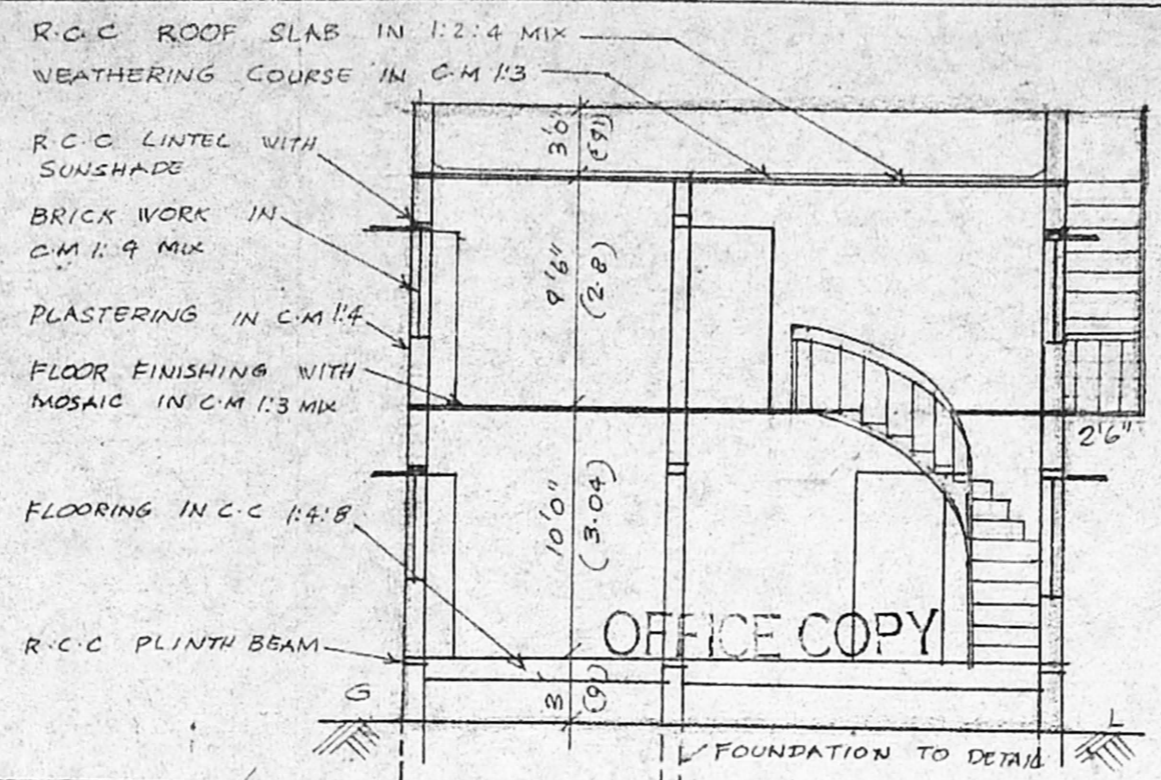 R.C.C ROOF SLAB IN 1:2:4 MIX
WEATHERING COURSE IN C.M 1:3
R.C.C LINTEL WITH
SUNSHADE
BRICK WORK IN
C.M 1:4 MIX
PLASTERING IN C.M 1:4
FLOOR FINISHING WITH
MOSAIC IN C.M 1:3 MIX
FLOORING IN C.C 1:4:8
R.C.C PLINTH BEAM
3'0"
(.91)
9'6"
(2.8)
2'6"
10'0"
(3.04)
OFFICE COPY
3'
(.91)
G
L
FOUNDATION TO DETAIL